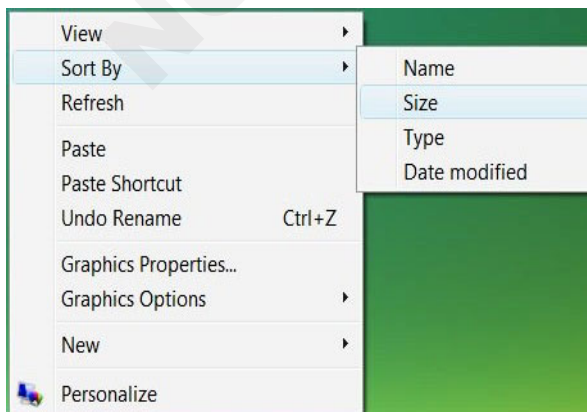 View
Sort By
Refresh
Paste
Paste Shortcut
Undo Rename Ctrl+Z
Graphics Properties...
Graphics Options
New
Personalize
Name
Size
Type
Date modified